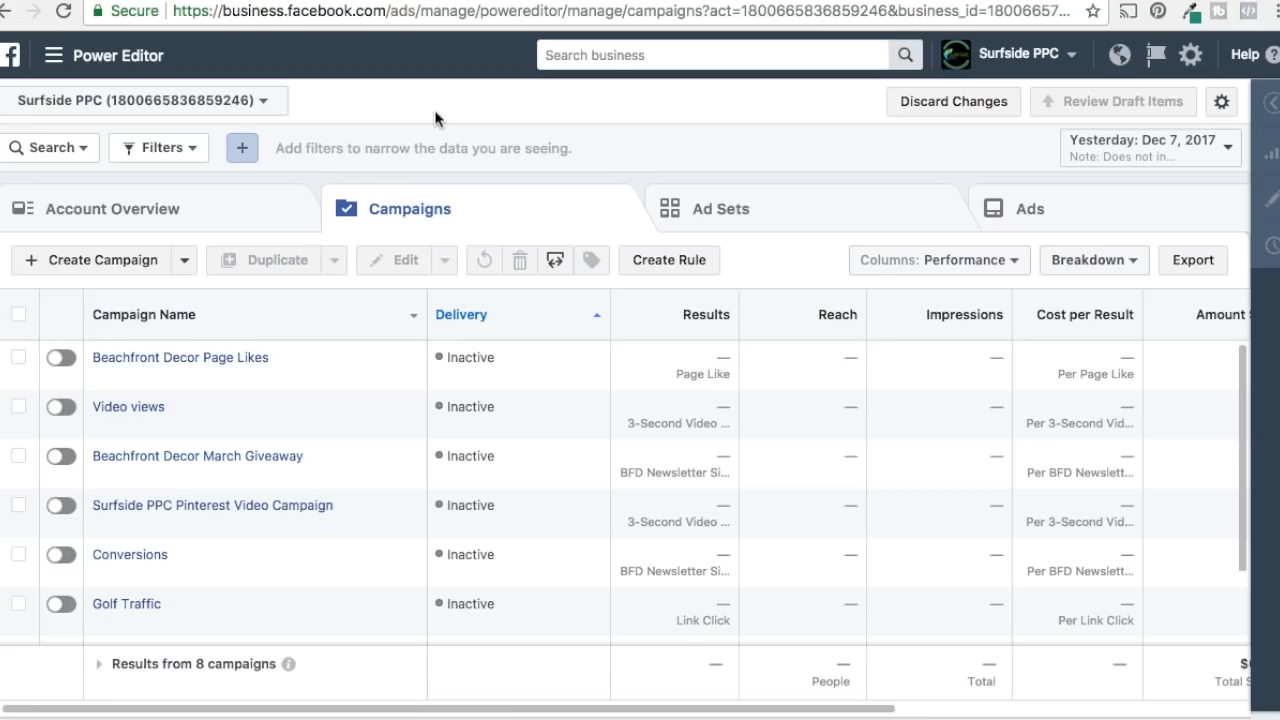 Secure https://business.facebook.com/ads/manage/powereditor/manage/campaigns?act=1800665836859246&business_id=18006657...
f Power Editor Search business Surfside PPC Help ?
Surfside PPC (1800665836859246) Discard Changes Review Draft Items
Search Filters + Add filters to narrow the data you are seeing. Yesterday: Dec 7, 2017
Note: Does not in...
Account Overview Campaigns Ad Sets Ads
+ Create Campaign Duplicate Edit Create Rule Columns: Performance Breakdown Export
Campaign Name Delivery Results Reach Impressions Cost per Result Amount
Beachfront Decor Page Likes Inactive — — — —
Page Like Per Page Like
Video views Inactive — — — —
3-Second Video ... Per 3-Second Vid...
Beachfront Decor March Giveaway Inactive — — — —
BFD Newsletter Si... Per BFD Newslett...
Surfside PPC Pinterest Video Campaign Inactive — — — —
3-Second Video ... Per 3-Second Vid...
Conversions Inactive — — — —
BFD Newsletter Si... Per BFD Newslett...
Golf Traffic Inactive — — — —
Link Click Per Link Click
Results from 8 campaigns — — — — $
People Total Total